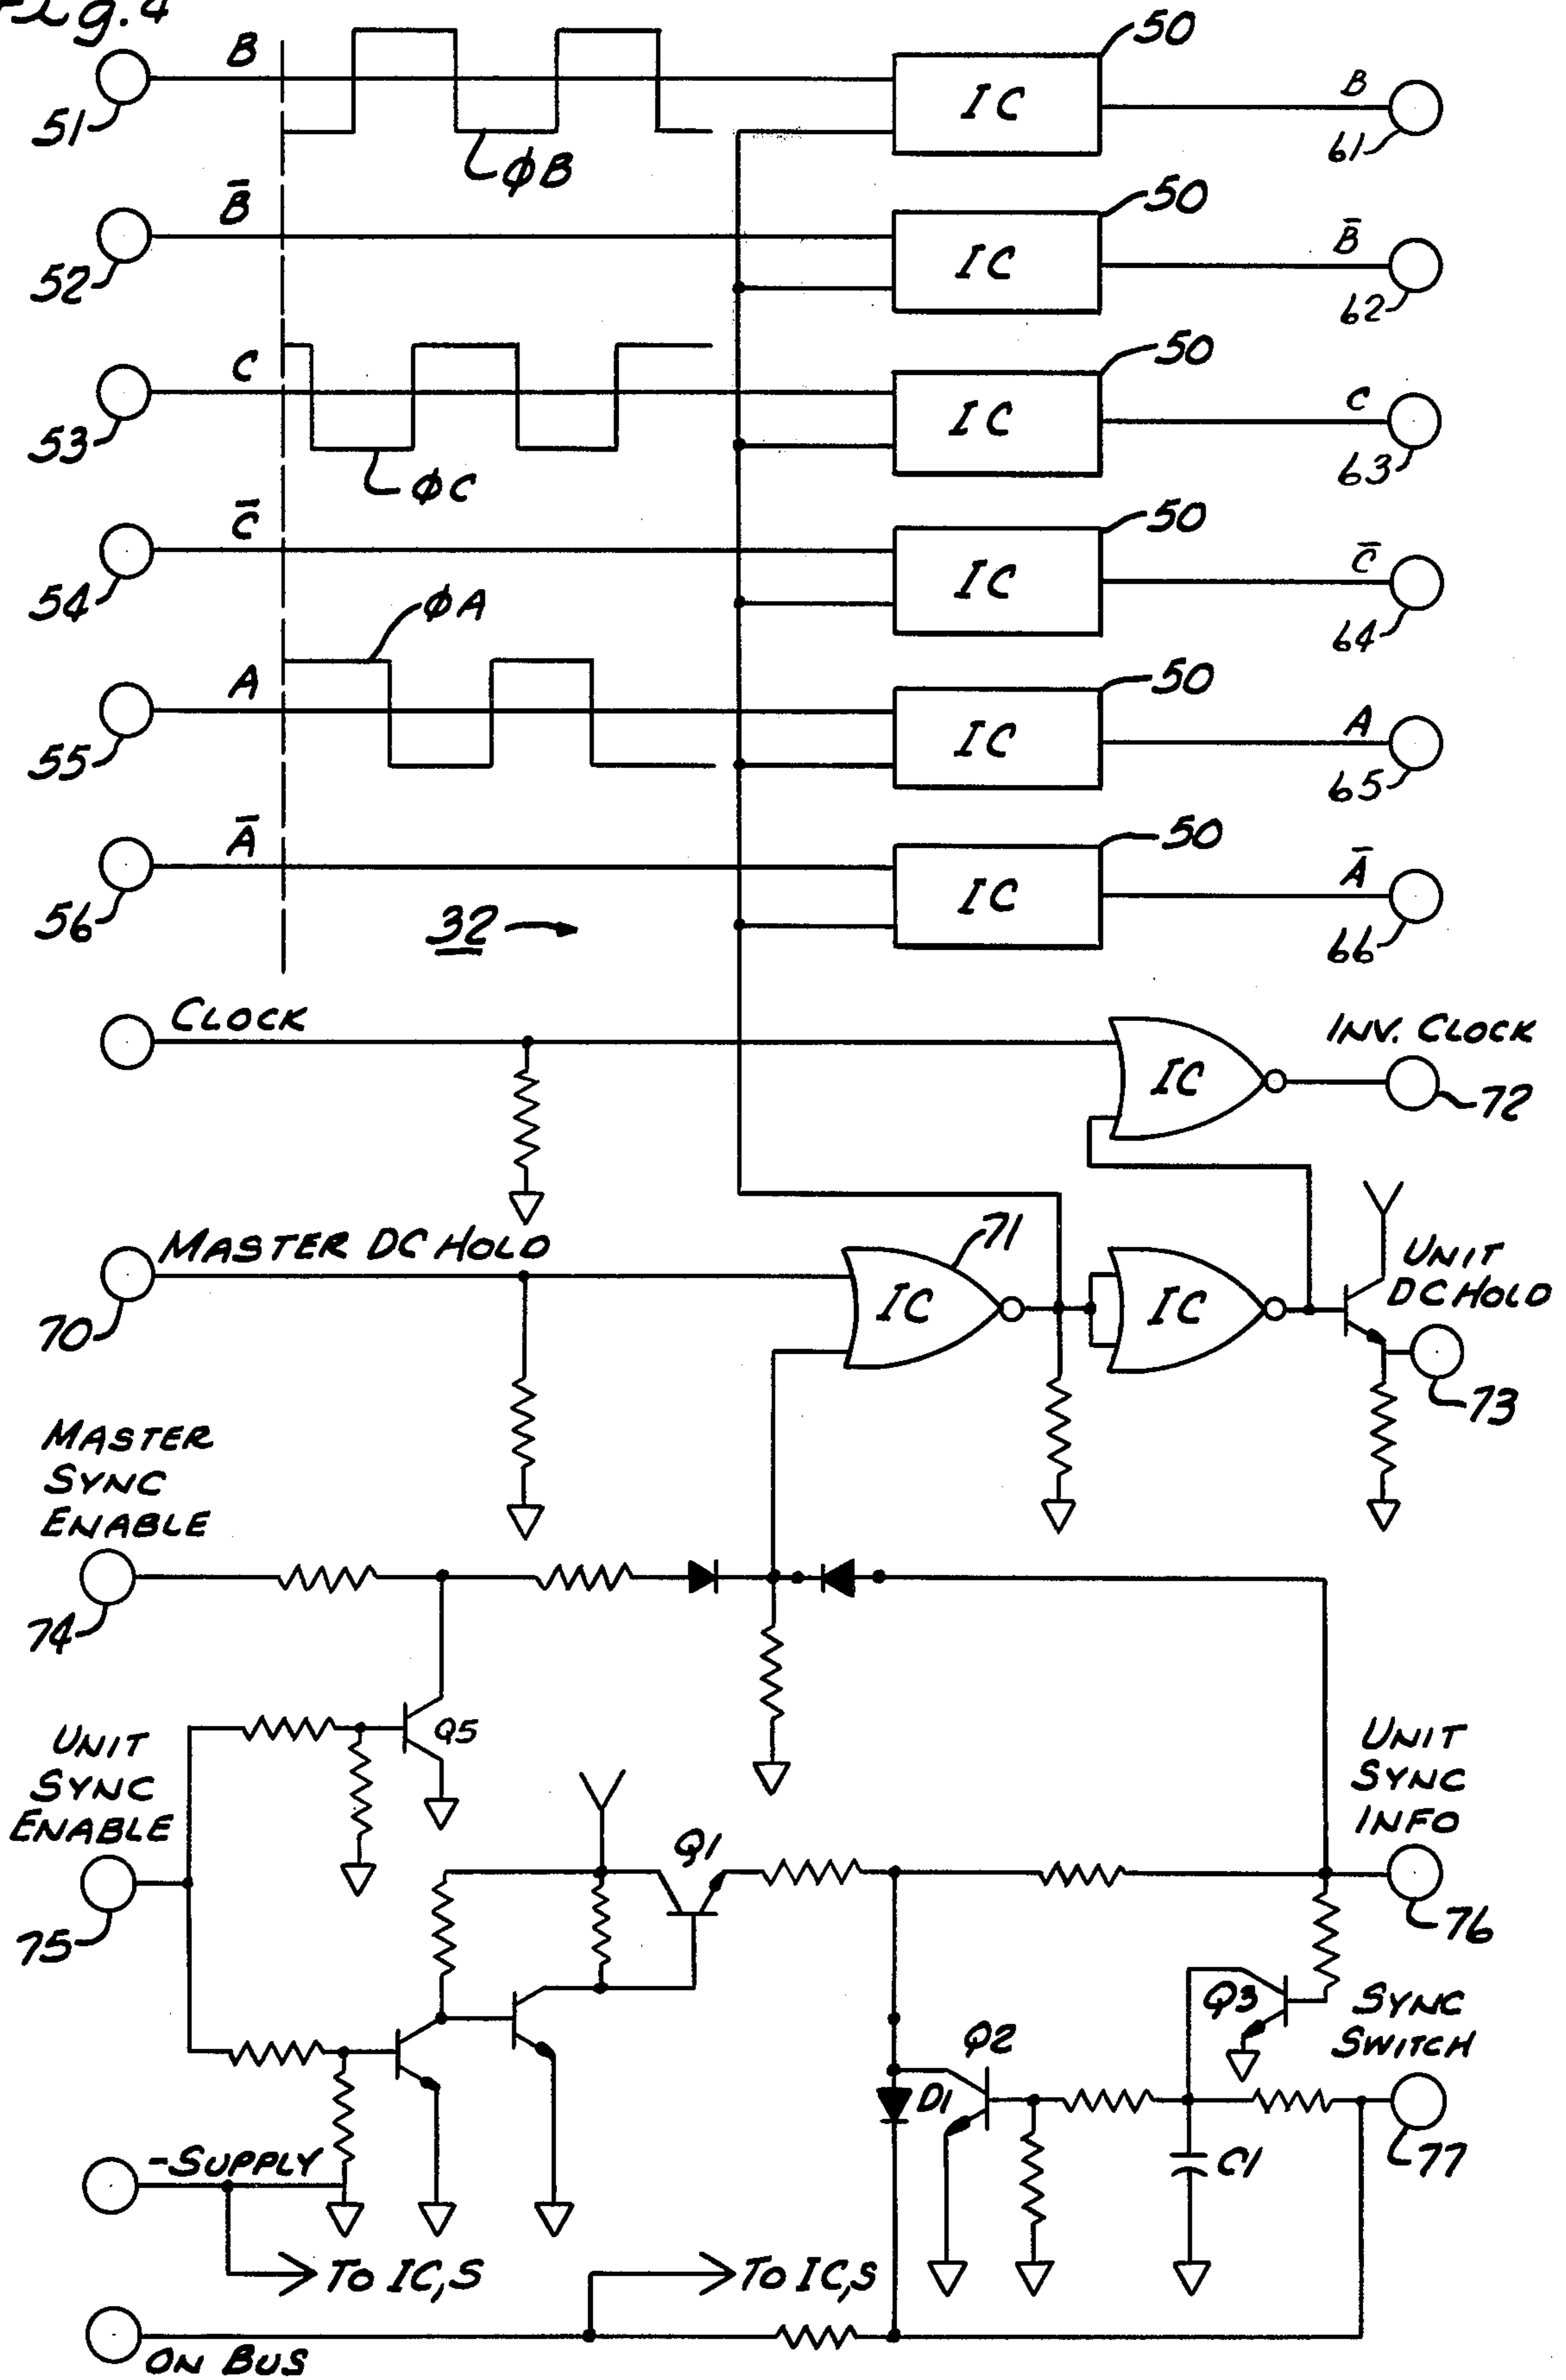 Fig. 4
B
51
φB
IC
50
B
61
B̄
52
IC
50
B̄
62
C
53
φC
IC
50
C
63
C̄
54
IC
50
C̄
64
φA
A
55
IC
50
A
65
Ā
56
32
IC
50
Ā
66
CLOCK
IC
INV. CLOCK
72
MASTER DC HOLD
70
IC
71
IC
UNIT
DC HOLD
73
MASTER
SYNC
ENABLE
74
Q5
UNIT
SYNC
ENABLE
75
Q1
UNIT
SYNC
INFO
76
Q3
SYNC
SWITCH
77
Q2
D1
C1
-SUPPLY
TO IC,S
TO IC,S
ON BUS